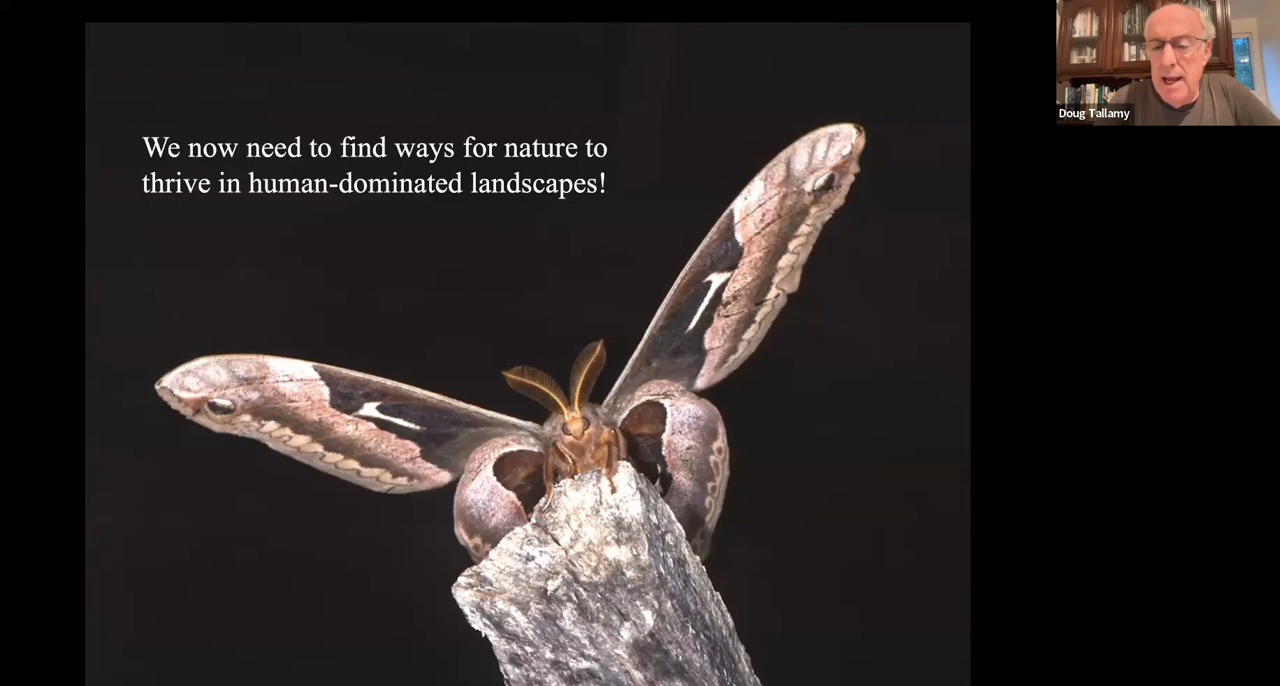 We now need to find ways for nature to
thrive in human-dominated landscapes!
Doug Tallamy